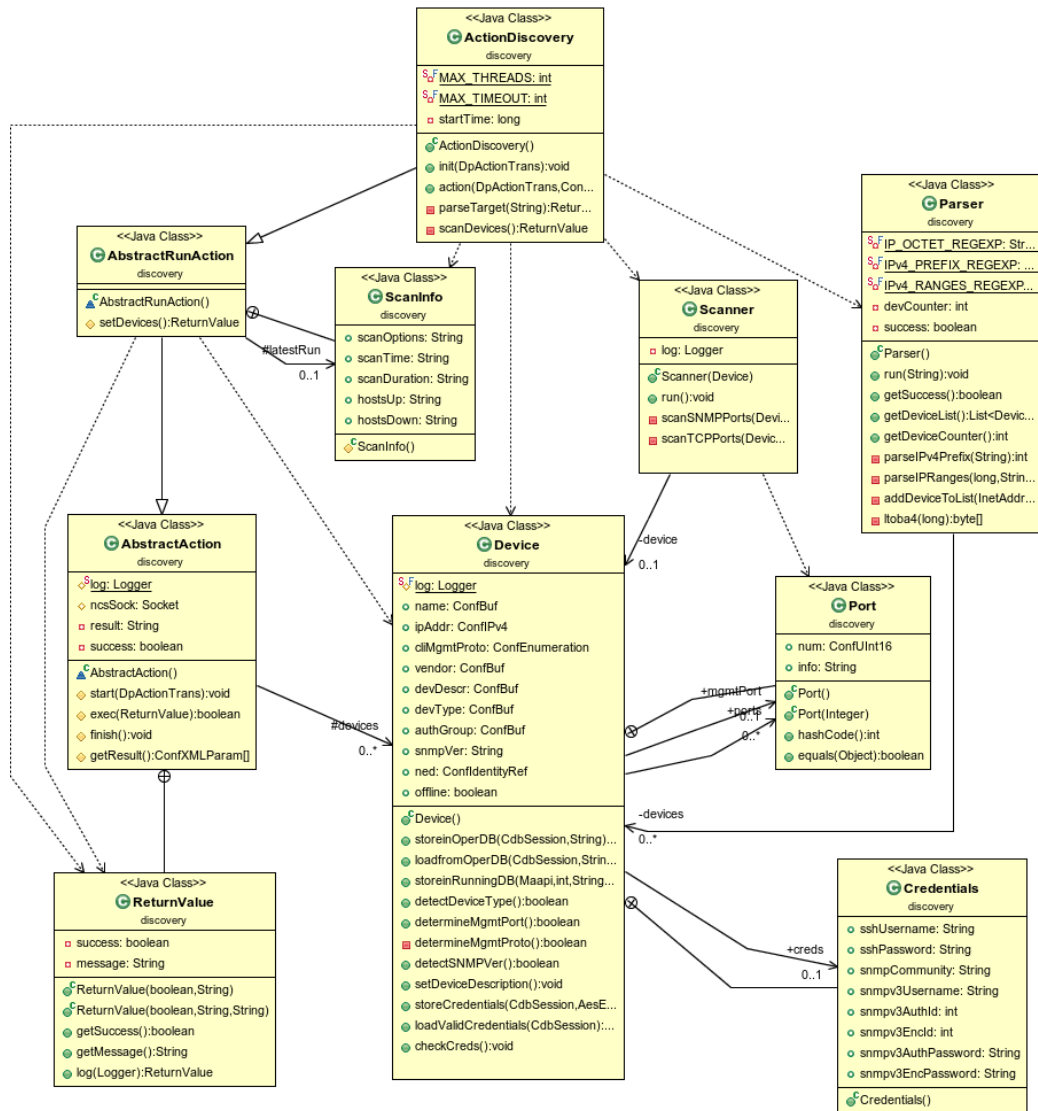 <<Java Class>>
ActionDiscovery
discovery
MAX_THREADS: int
MAX_TIMEOUT: int
startTime: long
ActionDiscovery()
init(DpActionTrans):void
action(DpActionTrans,Con...
parseTarget(String):Retur...
scanDevices():ReturnValue
<<Java Class>>
Parser
discovery
IP_OCTET_REGEXP: Str...
IPv4_PREFIX_REGEXP: ...
IPv4_RANGES_REGEXP...
devCounter: int
success: boolean
Parser()
run(String):void
getSuccess():boolean
getDeviceList():List<Devic...
getDeviceCounter():int
parseIPv4Prefix(String):int
parseIPRanges(long,Strin...
addDeviceToList(InetAddr...
ltoba4(long):byte[]
<<Java Class>>
AbstractRunAction
discovery
AbstractRunAction()
setDevices():ReturnValue
<<Java Class>>
ScanInfo
discovery
scanOptions: String
scanTime: String
scanDuration: String
hostsUp: String
hostsDown: String
ScanInfo()
#latestRun
0..1
<<Java Class>>
Scanner
discovery
log: Logger
Scanner(Device)
run():void
scanSNMPPorts(Devi...
scanTCPPorts(Devic...
-device
0..1
<<Java Class>>
AbstractAction
discovery
log: Logger
ncsSock: Socket
result: String
success: boolean
AbstractAction()
start(DpActionTrans):void
exec(ReturnValue):boolean
finish():void
getResult():ConfXMLParam[]
#devices
0..*
<<Java Class>>
Device
discovery
log: Logger
name: ConfBuf
ipAddr: ConfIPv4
cliMgmtProto: ConfEnumeration
vendor: ConfBuf
devDescr: ConfBuf
devType: ConfBuf
authGroup: ConfBuf
snmpVer: String
ned: ConfIdentityRef
offline: boolean
Device()
storeinOperDB(CdbSession,String)...
loadfromOperDB(CdbSession,Strin...
storeinRunningDB(Maapi,int,String...
detectDeviceType():boolean
determineMgmtPort():boolean
determineMgmtProto():boolean
detectSNMPVer():boolean
setDeviceDescription():void
storeCredentials(CdbSession,AesE...
loadValidCredentials(CdbSession):...
checkCreds():void
<<Java Class>>
Port
discovery
num: ConfUInt16
info: String
Port()
Port(Integer)
hashCode():int
equals(Object):boolean
+mgmtPort
+ports
0..1
0..*
-devices
0..*
<<Java Class>>
ReturnValue
discovery
success: boolean
message: String
ReturnValue(boolean,String)
ReturnValue(boolean,String,String)
getSuccess():boolean
getMessage():String
log(Logger):ReturnValue
+creds
0..1
<<Java Class>>
Credentials
discovery
sshUsername: String
sshPassword: String
snmpCommunity: String
snmpv3Username: String
snmpv3AuthId: int
snmpv3EncId: int
snmpv3AuthPassword: String
snmpv3EncPassword: String
Credentials()